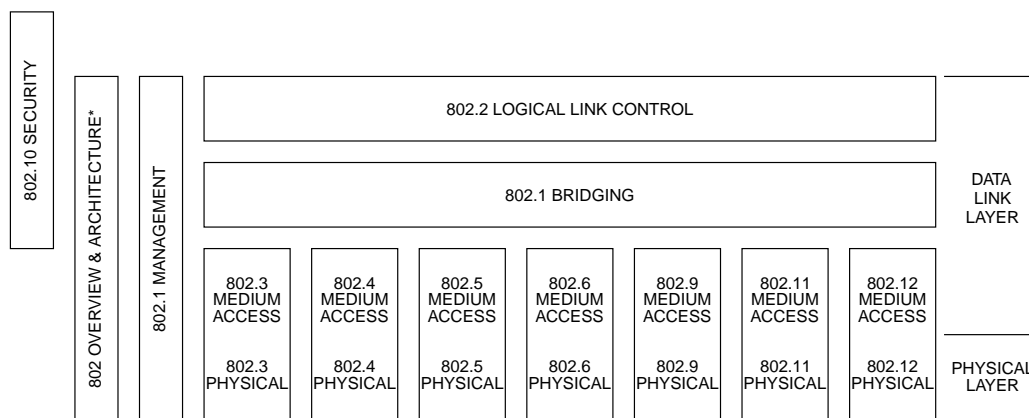 802.10 SECURITY
802 OVERVIEW & ARCHITECTURE*
802.1 MANAGEMENT
802.2 LOGICAL LINK CONTROL
802.1 BRIDGING
DATA
LINK
LAYER
802.3
MEDIUM
ACCESS
802.4
MEDIUM
ACCESS
802.5
MEDIUM
ACCESS
802.6
MEDIUM
ACCESS
802.9
MEDIUM
ACCESS
802.11
MEDIUM
ACCESS
802.12
MEDIUM
ACCESS
802.3
PHYSICAL
802.4
PHYSICAL
802.5
PHYSICAL
802.6
PHYSICAL
802.9
PHYSICAL
802.11
PHYSICAL
802.12
PHYSICAL
PHYSICAL
LAYER